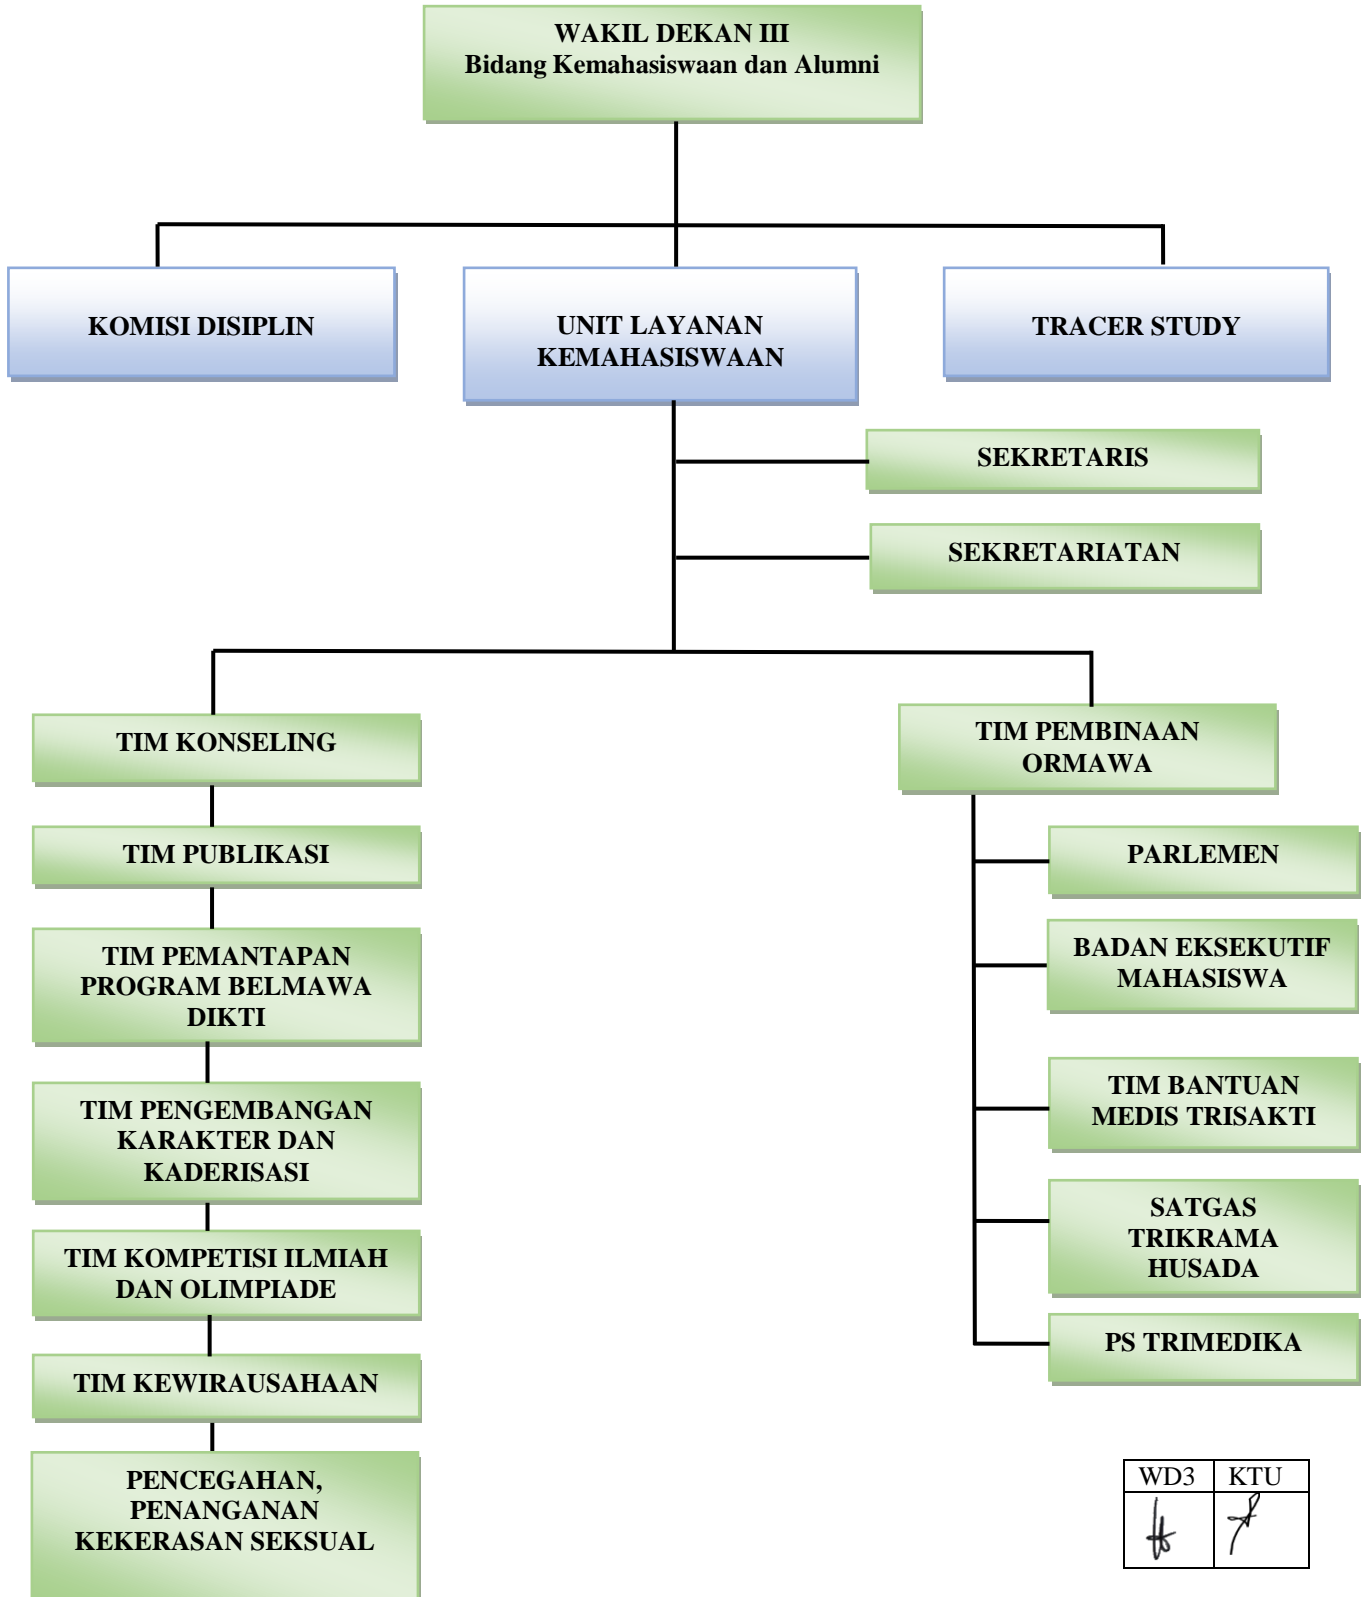 WAKIL DEKAN III
Bidang Kemahasiswaan dan Alumni
KOMISI DISIPLIN
UNIT LAYANAN
KEMAHASISWAAN
TRACER STUDY
SEKRETARIS
SEKRETARIATAN
TIM KONSELING
TIM PUBLIKASI
TIM PEMANTAPAN
PROGRAM BELMAWA
DIKTI
TIM PENGEMBANGAN
KARAKTER DAN
KADERISASI
TIM KOMPETISI ILMIAH
DAN OLIMPIADE
TIM KEWIRAUSAHAAN
PENCEGAHAN,
PENANGANAN
KEKERASAN SEKSUAL
TIM PEMBINAAN
ORMAWA
PARLEMEN
BADAN EKSEKUTIF
MAHASISWA
TIM BANTUAN
MEDIS TRISAKTI
SATGAS
TRIKRAMA
HUSADA
PS TRIMEDIKA
WD3 KTU